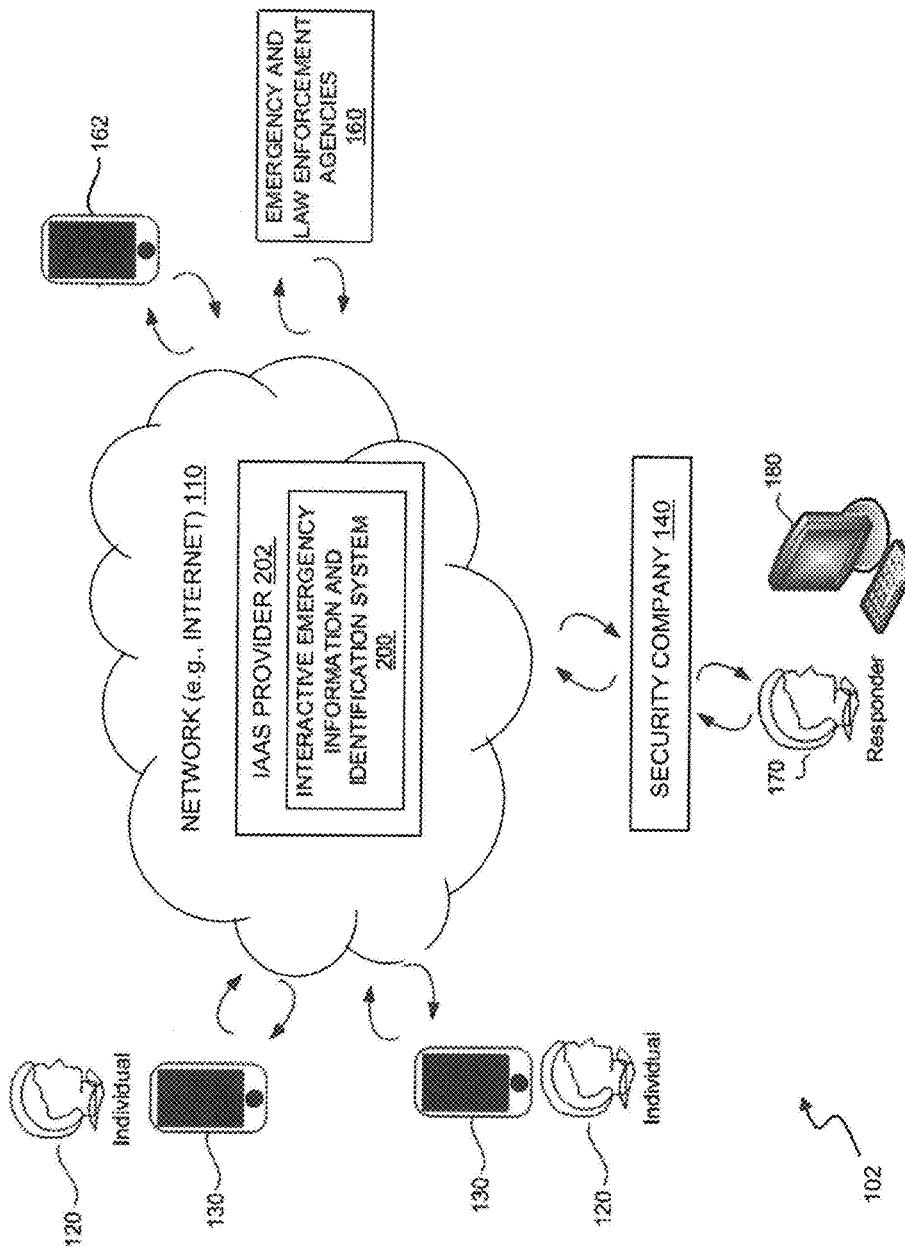 162
EMERGENCY AND
LAW ENFORCEMENT
AGENCIES
160
NETWORK (e.g., INTERNET) 110
IAAS PROVIDER 202
INTERACTIVE EMERGENCY
INFORMATION AND
IDENTIFICATION SYSTEM
200
120
Individual
130
130
120
Individual
SECURITY COMPANY 140
170
Responder
180
102